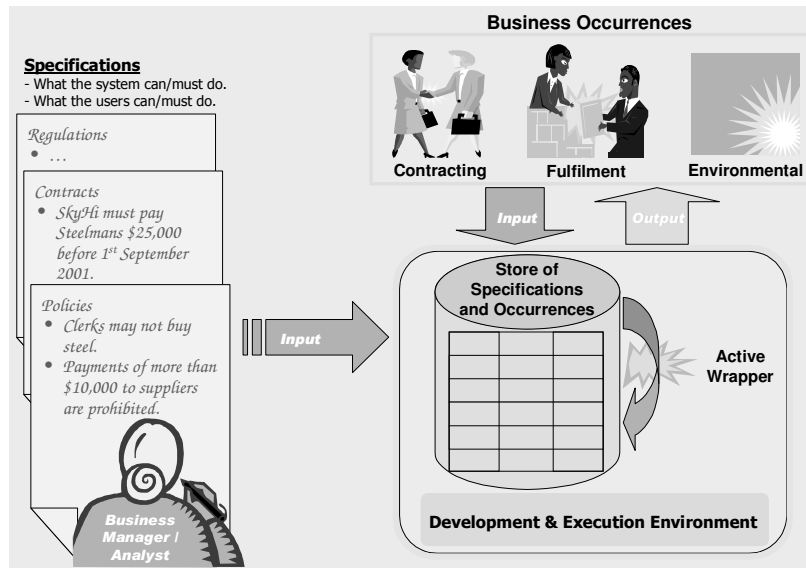 Specifications
- What the system can/must do.
- What the users can/must do.
Regulations
• …
Contracts
• SkyHi must pay
Steelmans $25,000
before 1st September
2001.
Policies
• Clerks may not buy
steel.
• Payments of more than
$10,000 to suppliers
are prohibited.
Business
Manager /
Analyst
Input
Business Occurrences
Contracting
Fulfilment
Environmental
Input
Output
Store of
Specifications
and Occurrences
Active
Wrapper
Development & Execution Environment